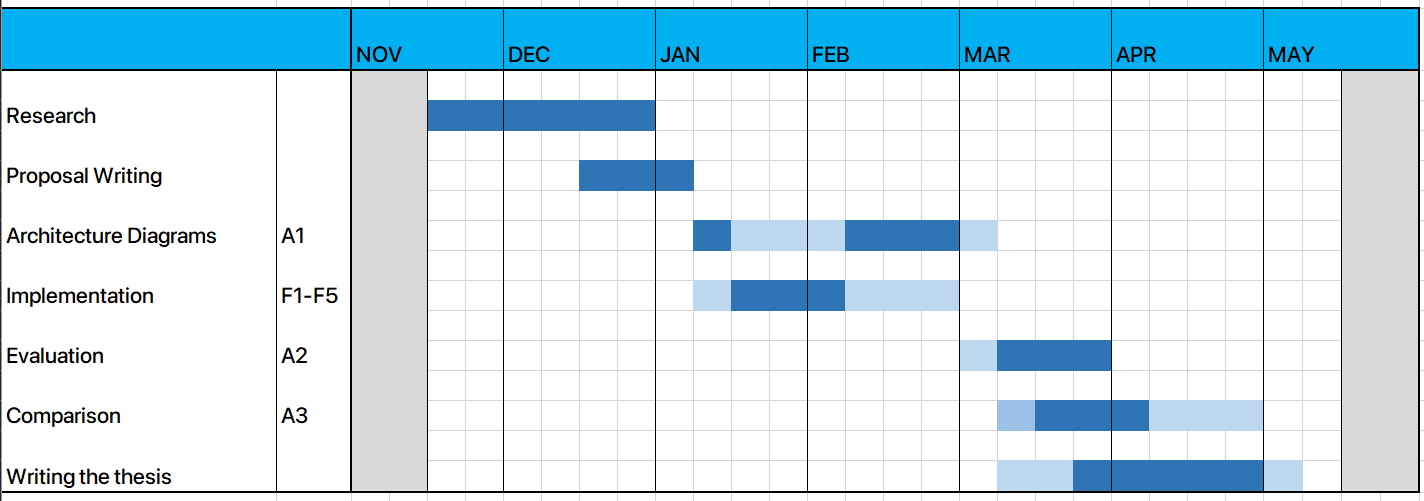 NOV DEC JAN FEB MAR APR MAY
Research
Proposal Writing
Architecture Diagrams A1
Implementation F1-F5
Evaluation A2
Comparison A3
Writing the thesis